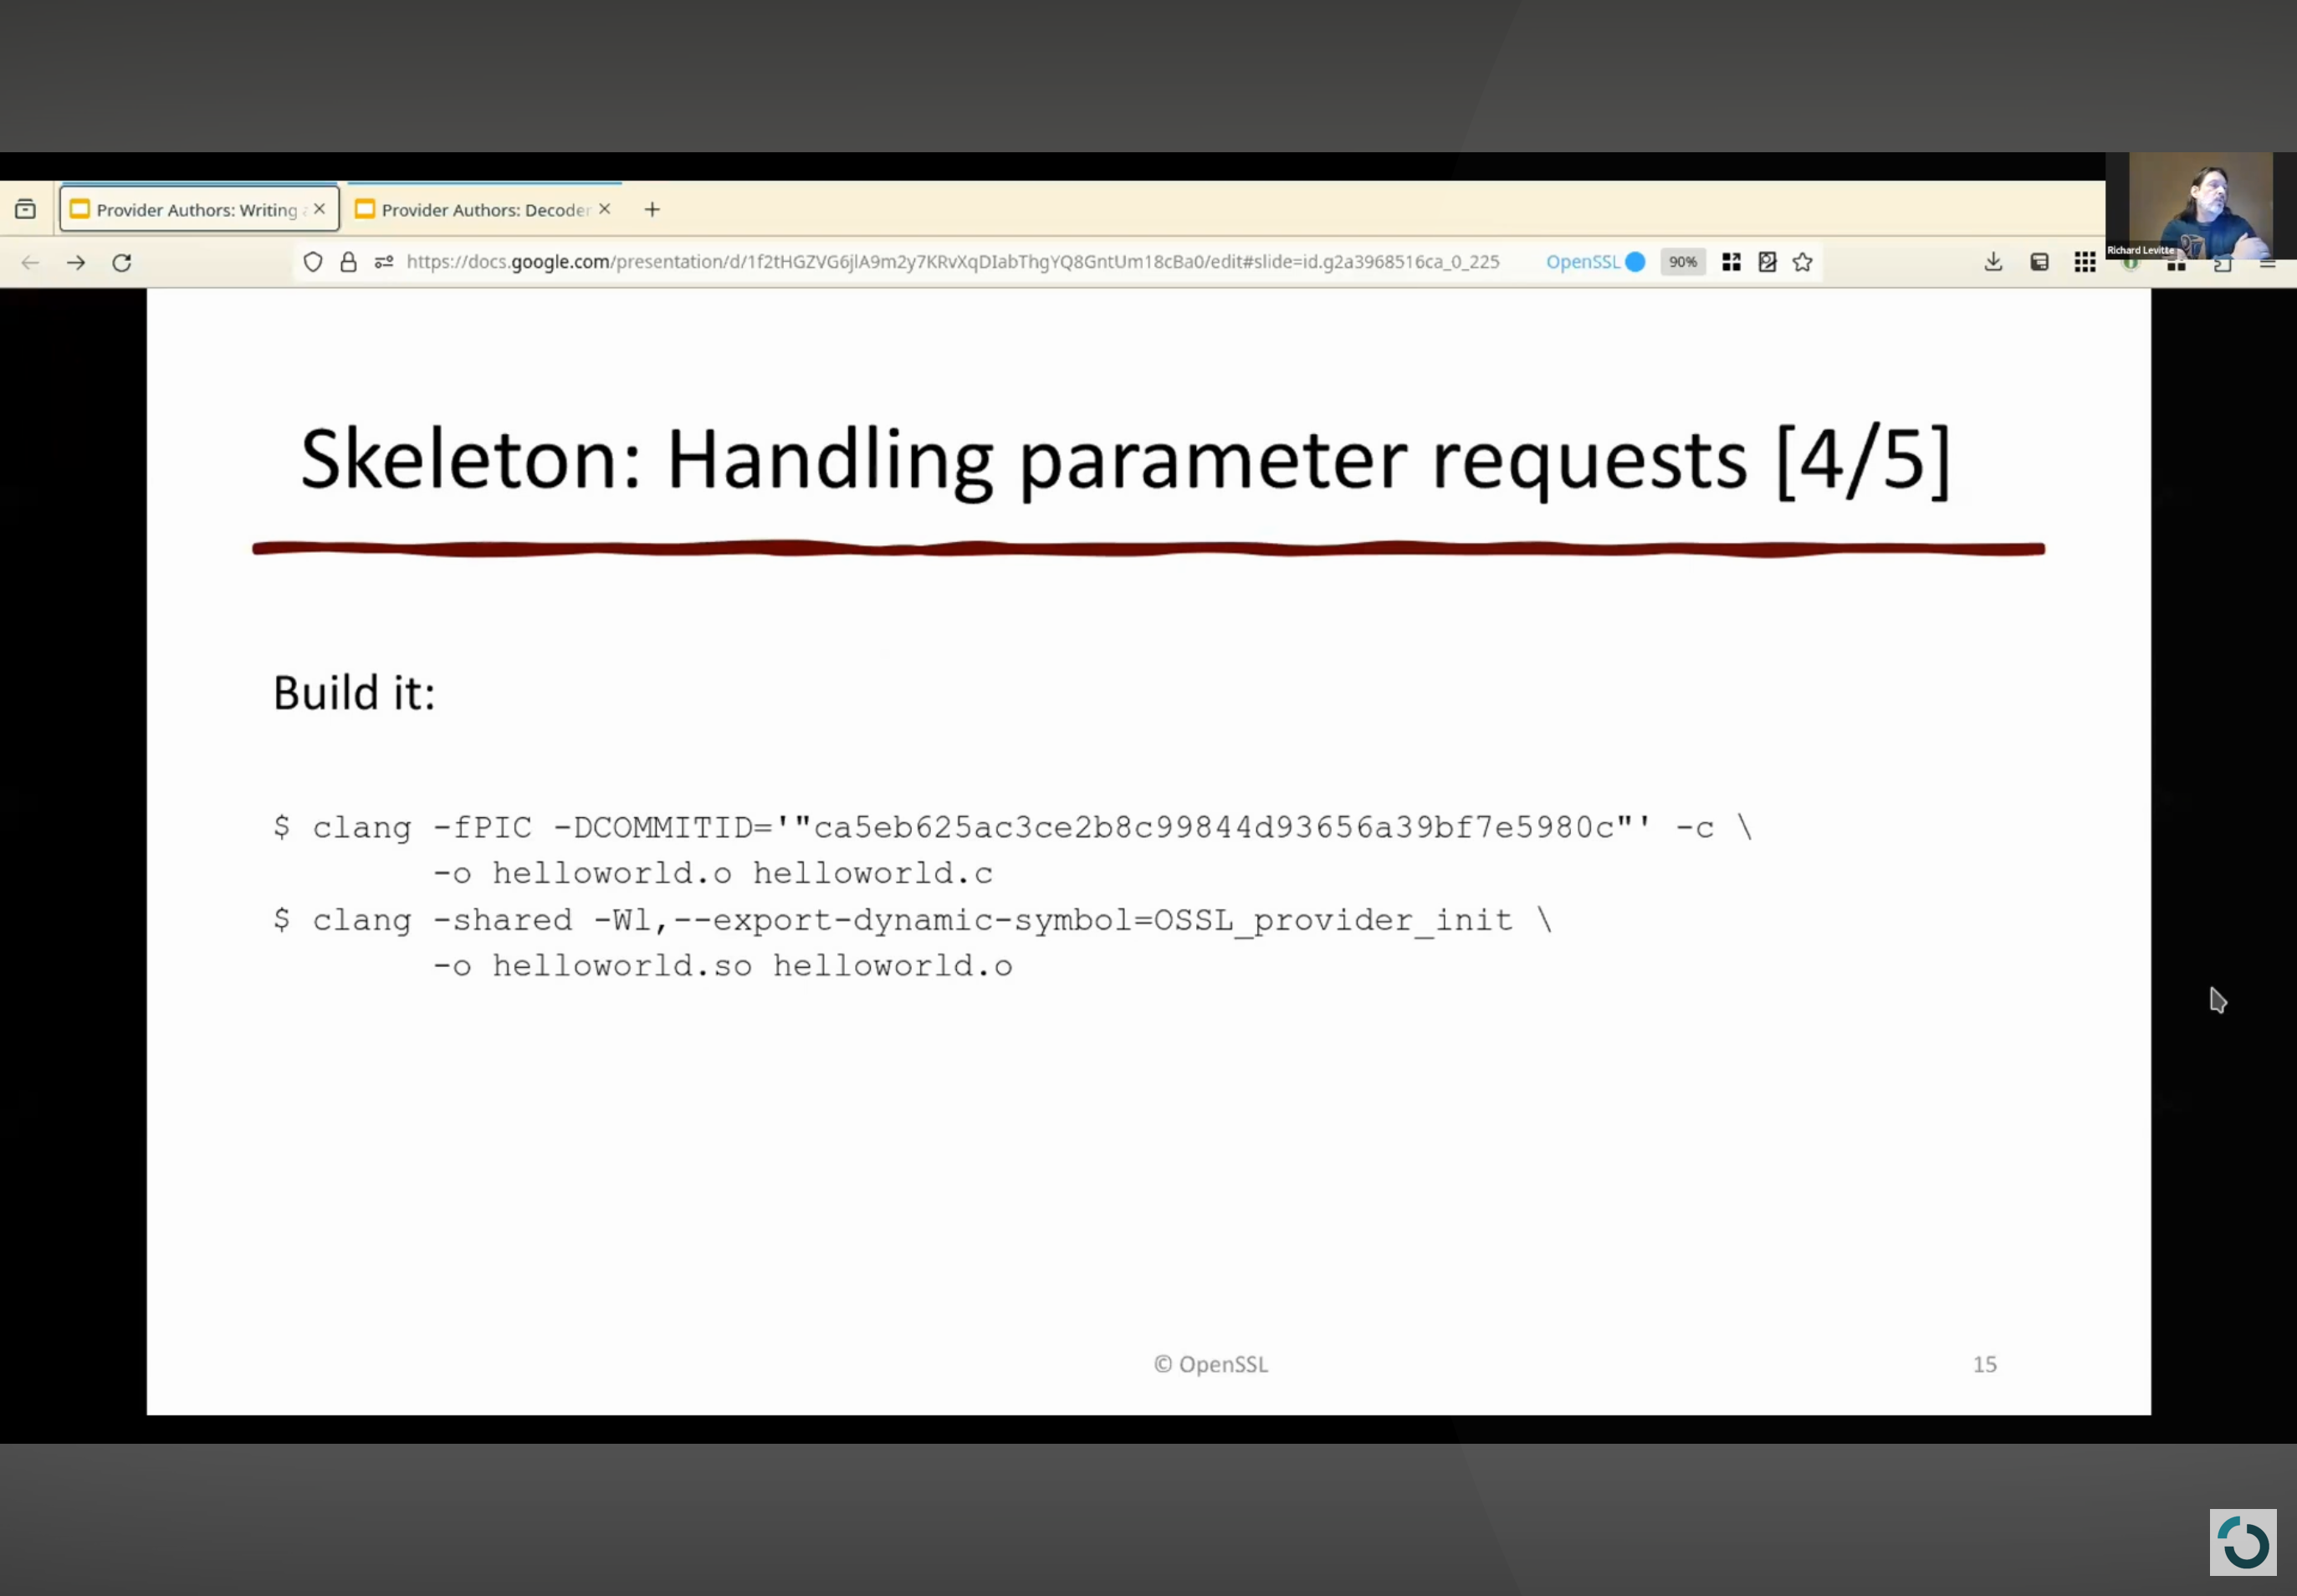 Provider Authors: Writing
Provider Authors: Decoder
https://docs.google.com/presentation/d/1f2tHGZVG6jlA9m2y7KRvXqDIabThgYQ8GntUm18cBa0/edit#slide=id.g2a3968516ca_0_225
OpenSSL
90%
Richard Levitte
Skeleton: Handling parameter requests [4/5]
Build it:
$ clang -fPIC -DCOMMITID='"ca5eb625ac3ce2b8c99844d93656a39bf7e5980c"' -c \
-o helloworld.o helloworld.c
$ clang -shared -Wl,--export-dynamic-symbol=OSSL_provider_init \
-o helloworld.so helloworld.o
© OpenSSL
15